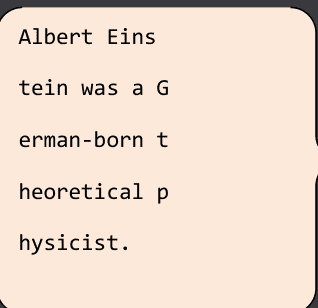 Albert Eins
tein was a G
erman-born t
heoretical p
hysicist.